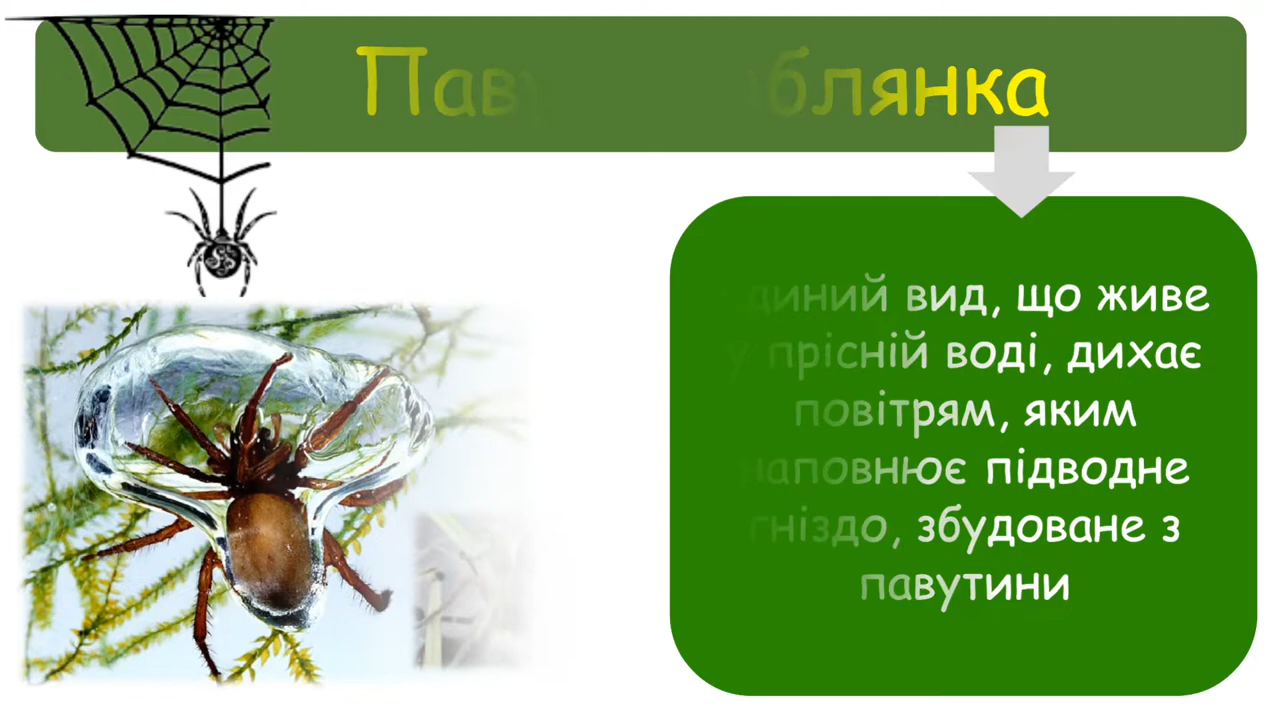 вид, що живе
у прісній воді, дихає
повітрям, яким
наповнює підводне
гніздо, збудоване з
павутини